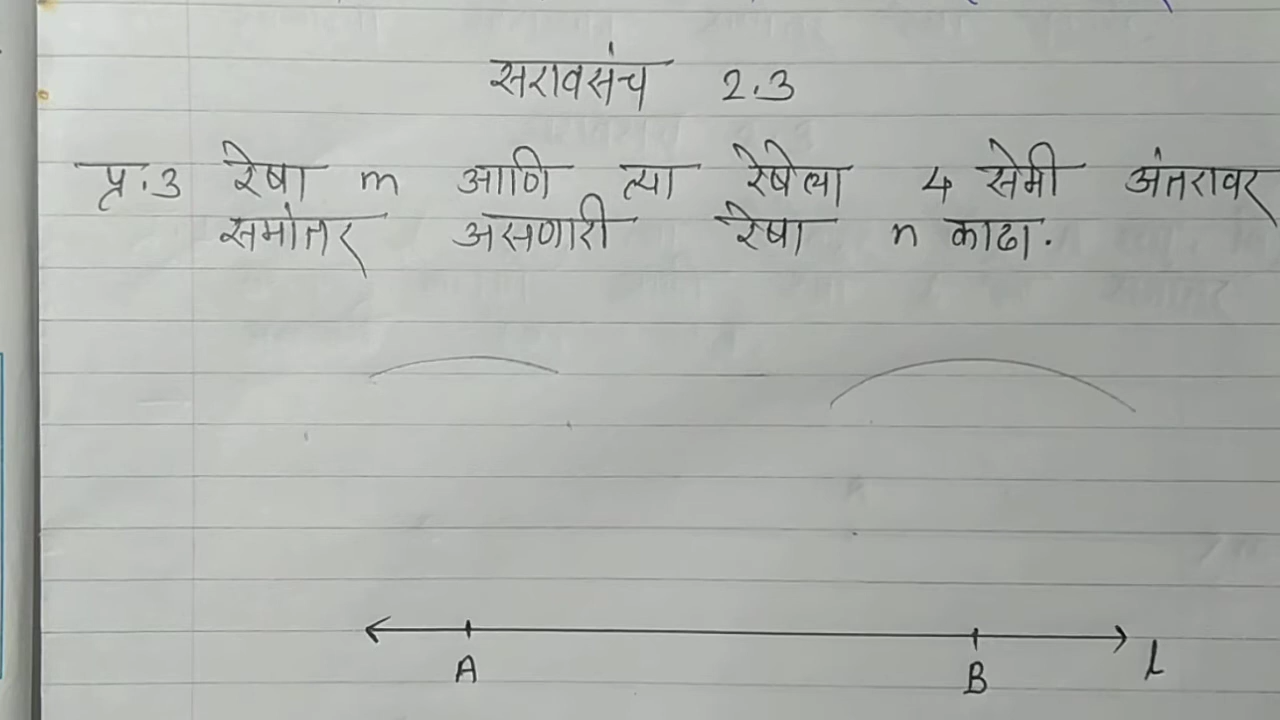 सरावसंच 2.3
प्र.3 रेषा m आणि त्या रेषेला 4 सेमी अंतरावर
समांतर असणारी रेषा n काढा.
A B l